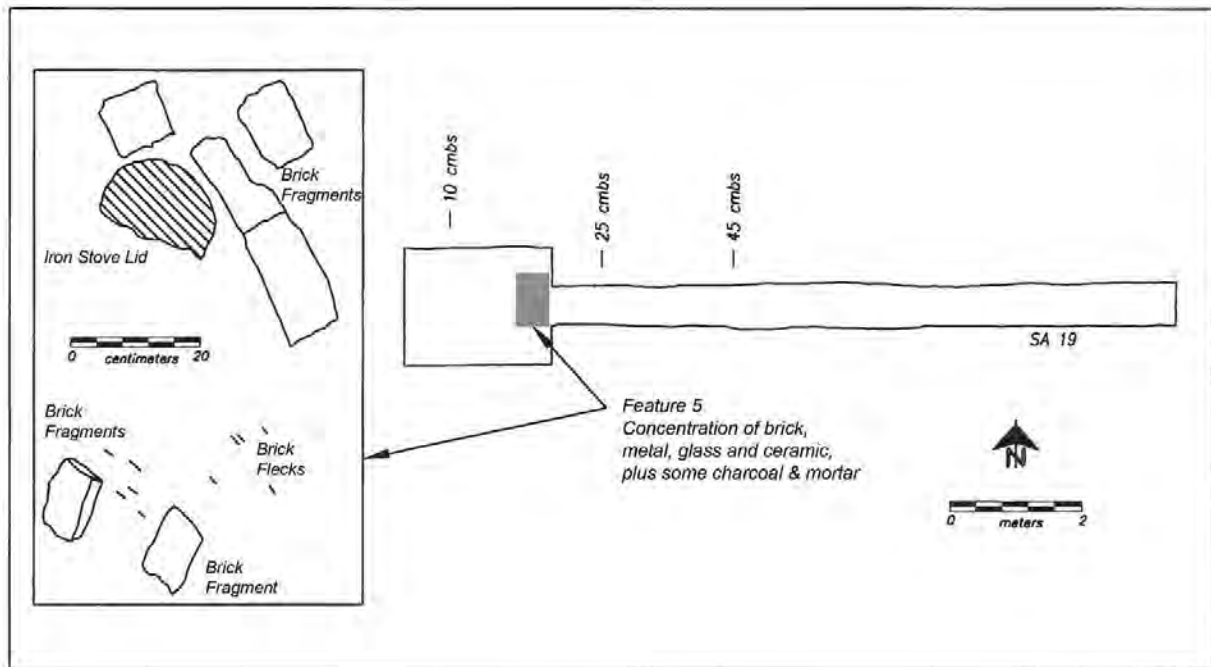 Brick
Fragments
Iron Stove Lid
0 centimeters 20
Brick
Fragments
Brick
Flecks
Brick
Fragment
— 10 cmbs
— 25 cmbs
— 45 cmbs
SA 19
Feature 5
Concentration of brick,
metal, glass and ceramic,
plus some charcoal & mortar
N
0 meters 2